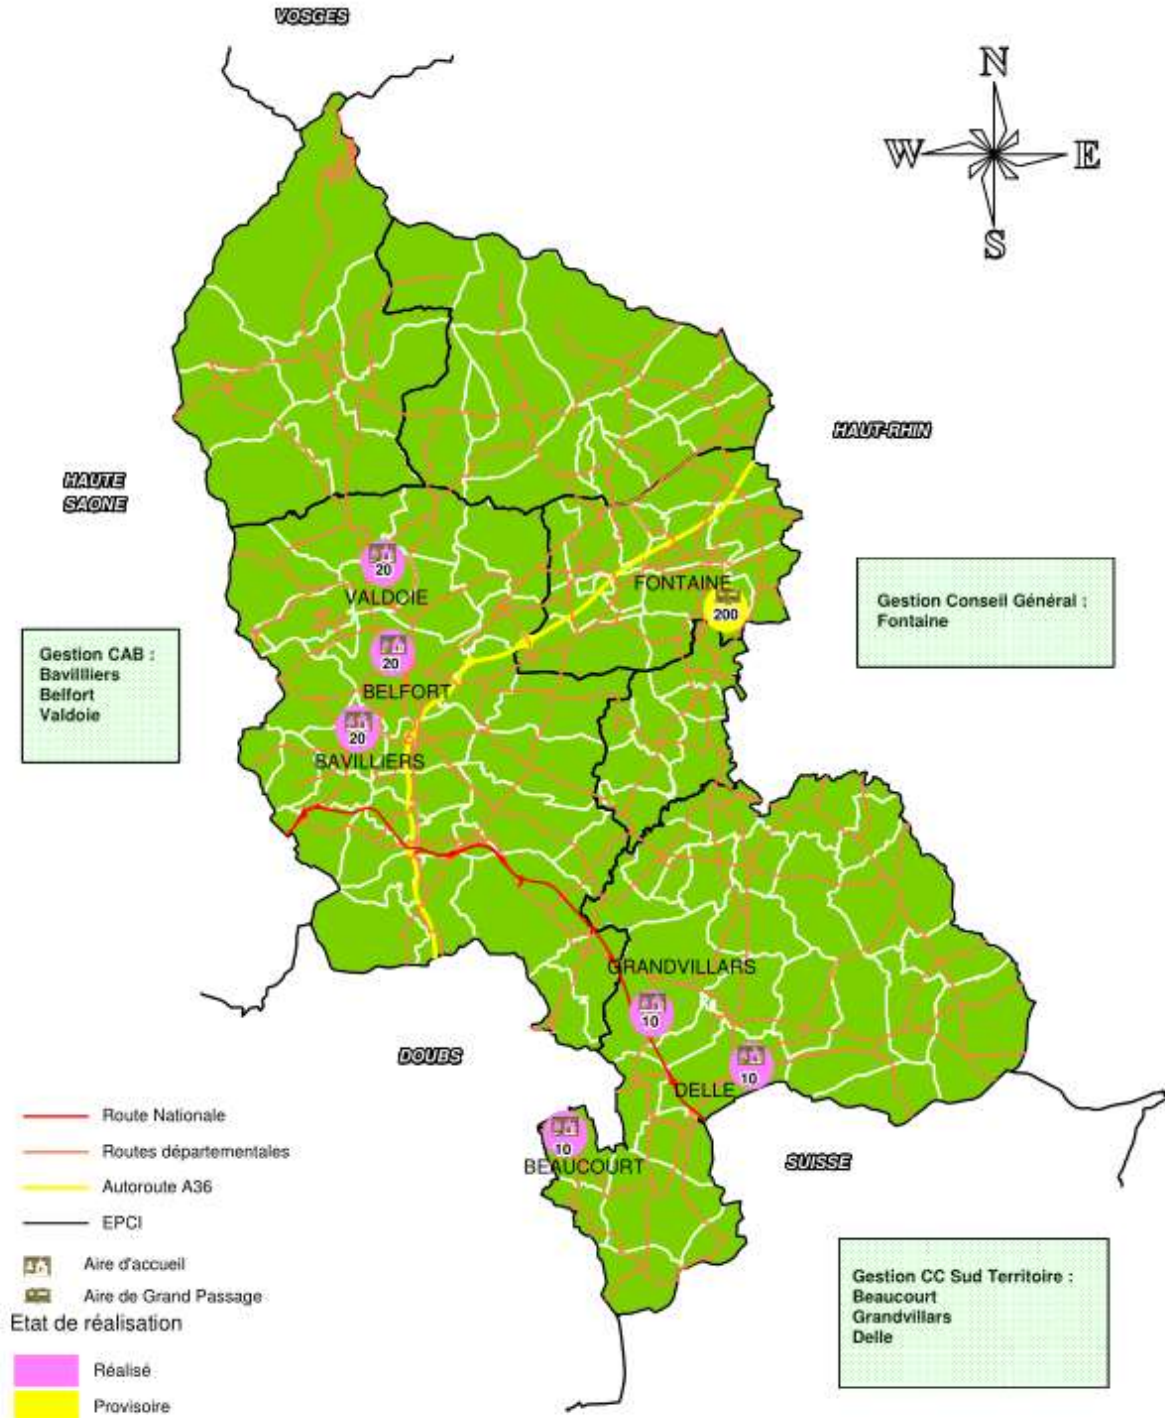 VOSGES
N
W
E
S
HAUT-RHIN
HAUTE
SAONE
20
VALDOIE
FONTAINE
200
Gestion Conseil Général :
Fontaine
Gestion CAB :
Bavillliers
Belfort
Valdoie
20
BELFORT
20
BAVILLIERS
GRANDVILLARS
10
DOUBS
10
DELLE
10
BEAUCOURT
SUISSE
Route Nationale
Routes départementales
Autoroute A36
EPCI
Aire d'accueil
Aire de Grand Passage
Etat de réalisation
Réalisé
Provisoire
Gestion CC Sud Territoire :
Beaucourt
Grandvillars
Delle